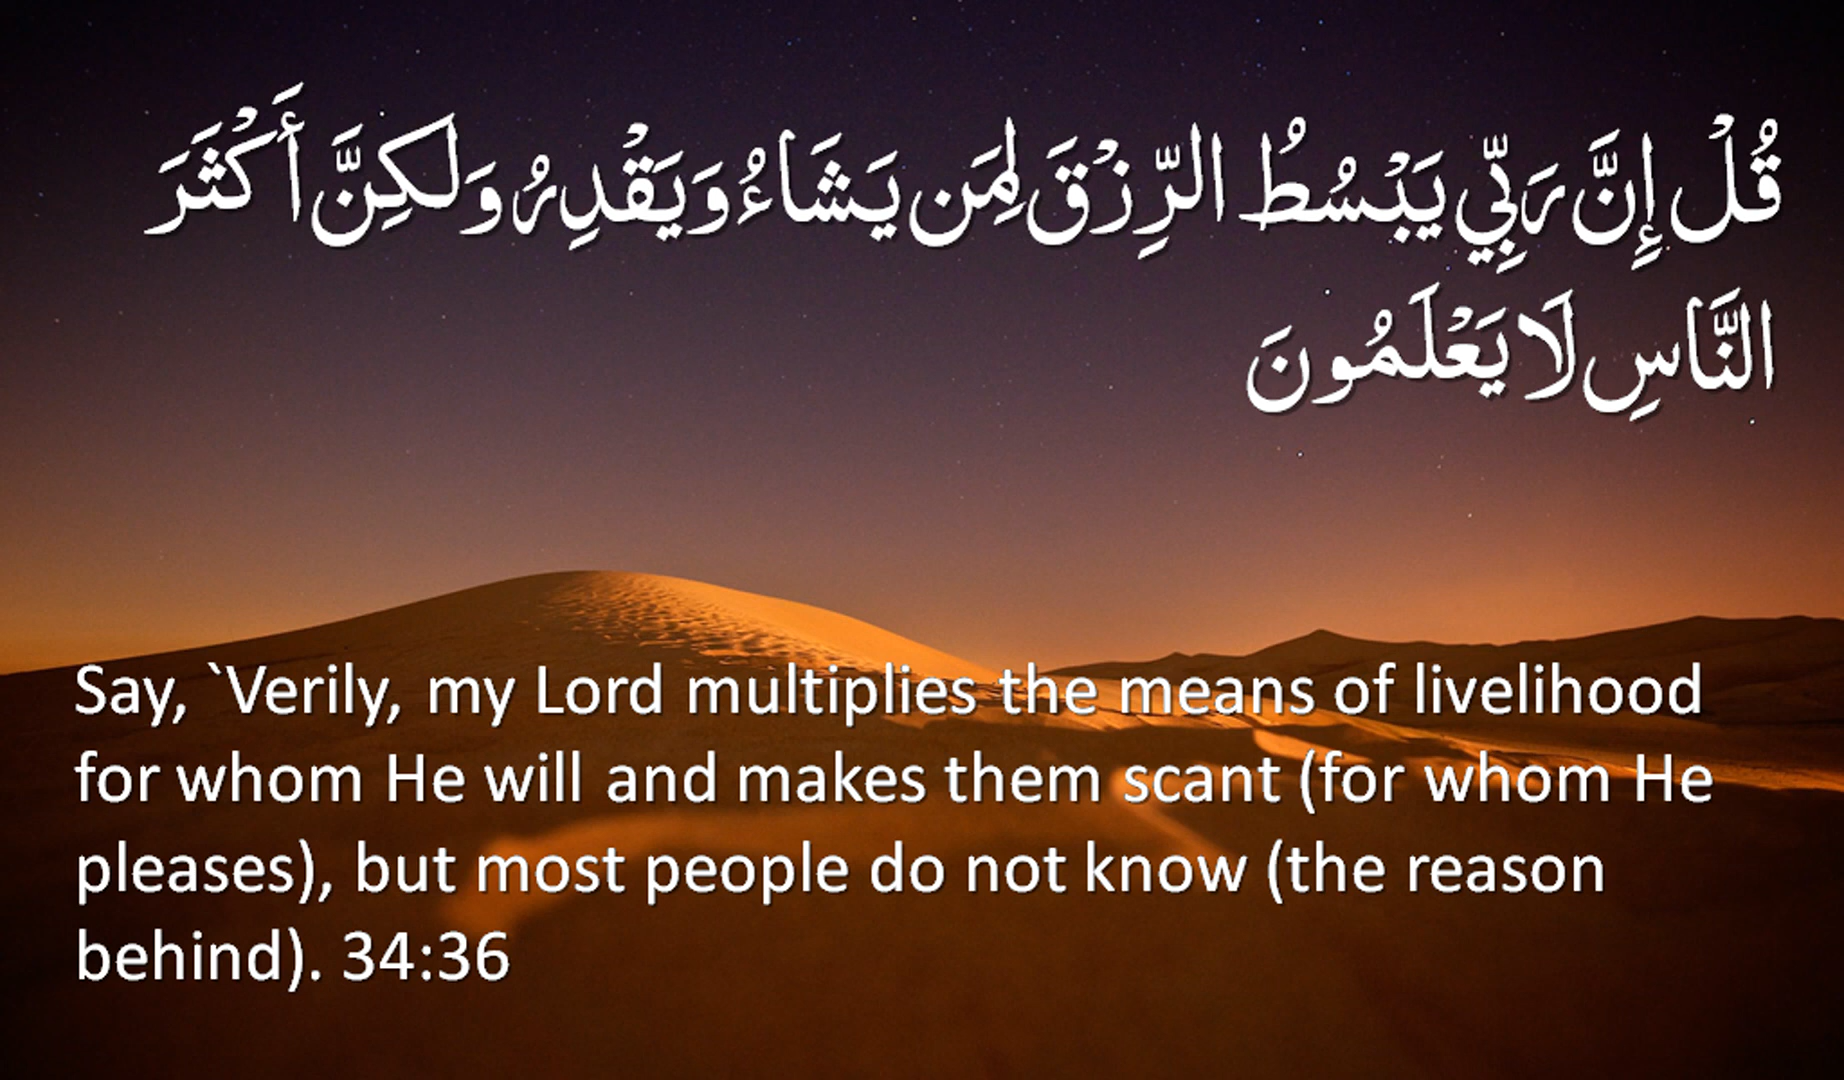 قُلْ إِنَّ رَبِّي يَبْسُطُ الرِّزْقَ لِمَن يَشَاءُ وَيَقْدِرُ وَلَكِنَّ أَكْثَرَ
النَّاسِ لَا يَعْلَمُونَ
Say, `Verily, my Lord multiplies the means of livelihood
for whom He will and makes them scant (for whom He
pleases), but most people do not know (the reason
behind). 34:36